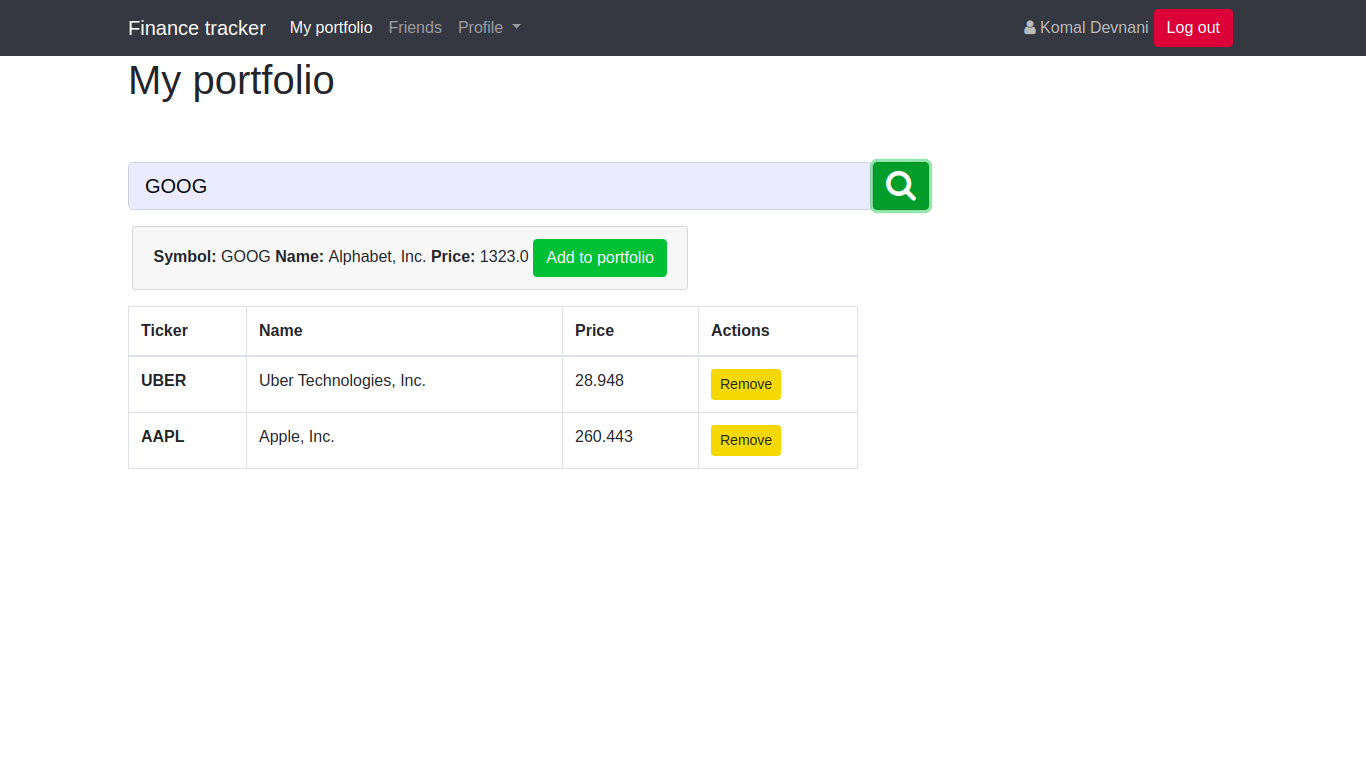 Finance tracker My portfolio Friends Profile Komal Devnani Log out
My portfolio
GOOG
Symbol: GOOG Name: Alphabet, Inc. Price: 1323.0 Add to portfolio
Ticker Name Price Actions
UBER Uber Technologies, Inc. 28.948 Remove
AAPL Apple, Inc. 260.443 Remove